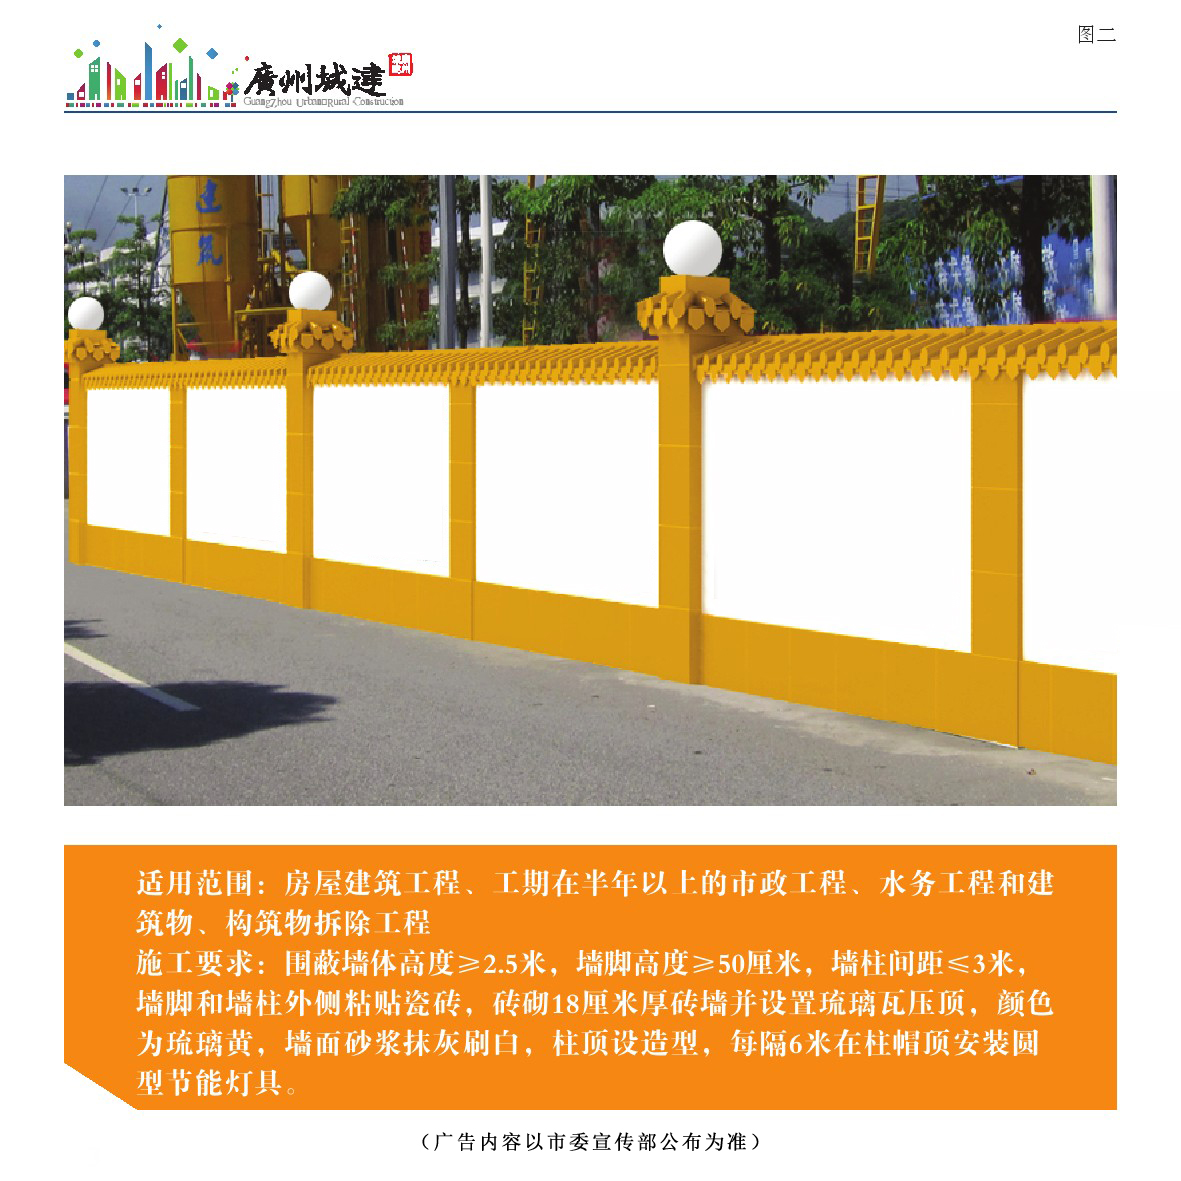 图二
廣州城建
GuangZhou Urban&Rural Construction
建
筑
适用范围：房屋建筑工程、工期在半年以上的市政工程、水务工程和建
筑物、构筑物拆除工程
施工要求：围蔽墙体高度≥2.5米，墙脚高度≥50厘米，墙柱间距≤3米，
墙脚和墙柱外侧粘贴瓷砖，砖砌18厘米厚砖墙并设置琉璃瓦压顶，颜色
为琉璃黄，墙面砂浆抹灰刷白，柱顶设造型，每隔6米在柱帽顶安装圆
型节能灯具。
（广告内容以市委宣传部公布为准）